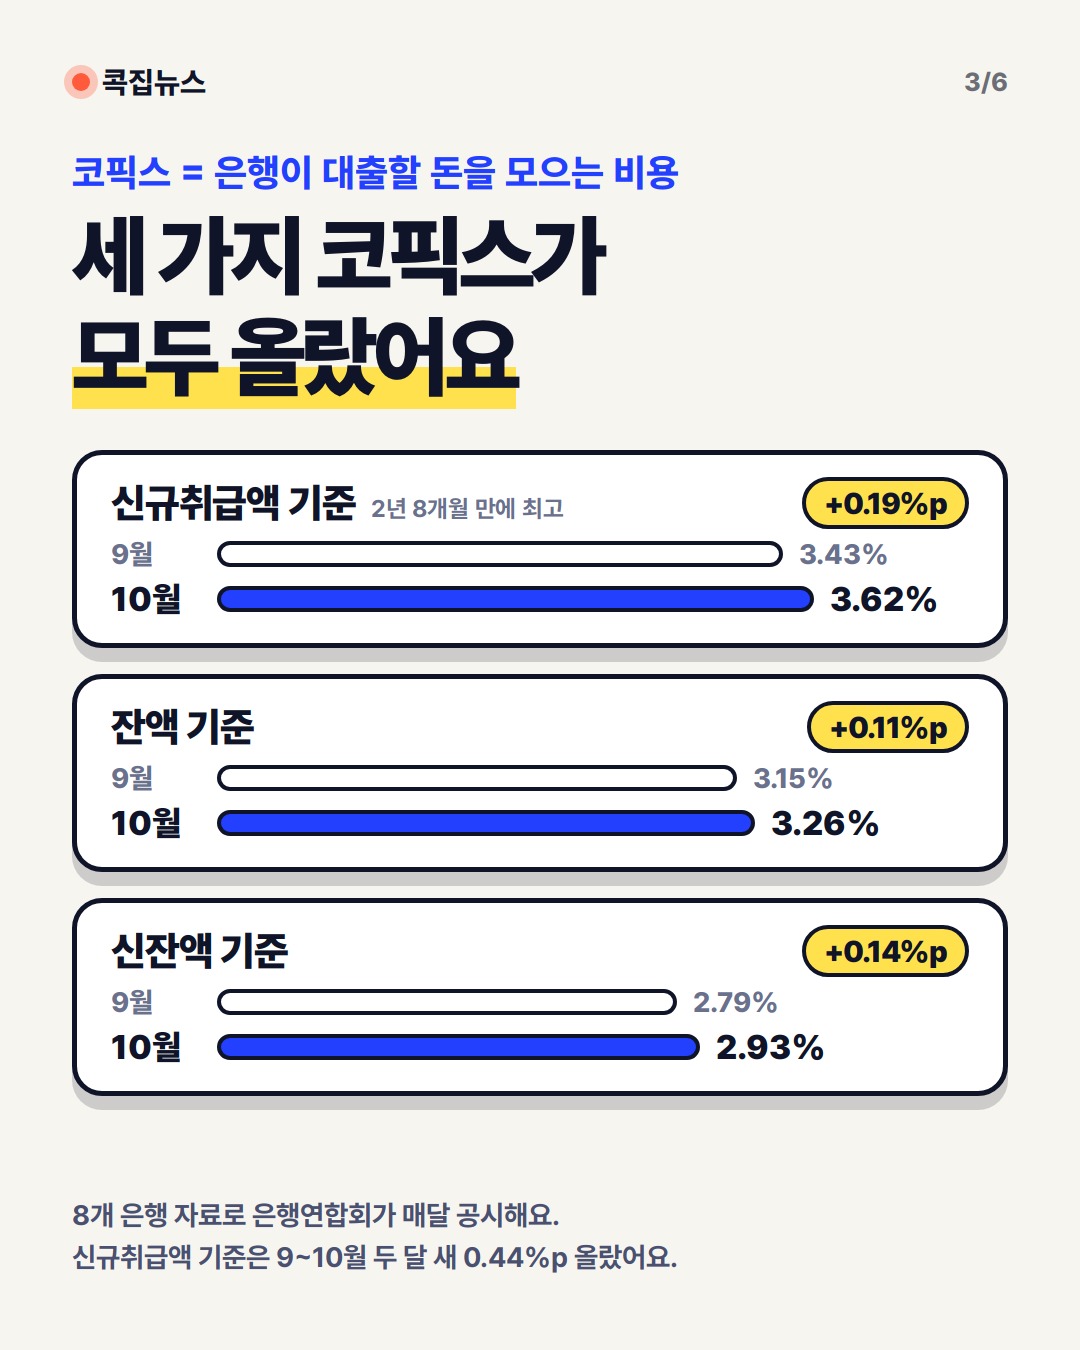 콕집뉴스
3/6
코픽스 = 은행이 대출할 돈을 모으는 비용
세 가지 코픽스가
모두 올랐어요
신규취급액 기준 2년 8개월 만에 최고 +0.19%p
9월 3.43%
10월 3.62%
잔액 기준 +0.11%p
9월 3.15%
10월 3.26%
신잔액 기준 +0.14%p
9월 2.79%
10월 2.93%
8개 은행 자료로 은행연합회가 매달 공시해요.
신규취급액 기준은 9~10월 두 달 새 0.44%p 올랐어요.